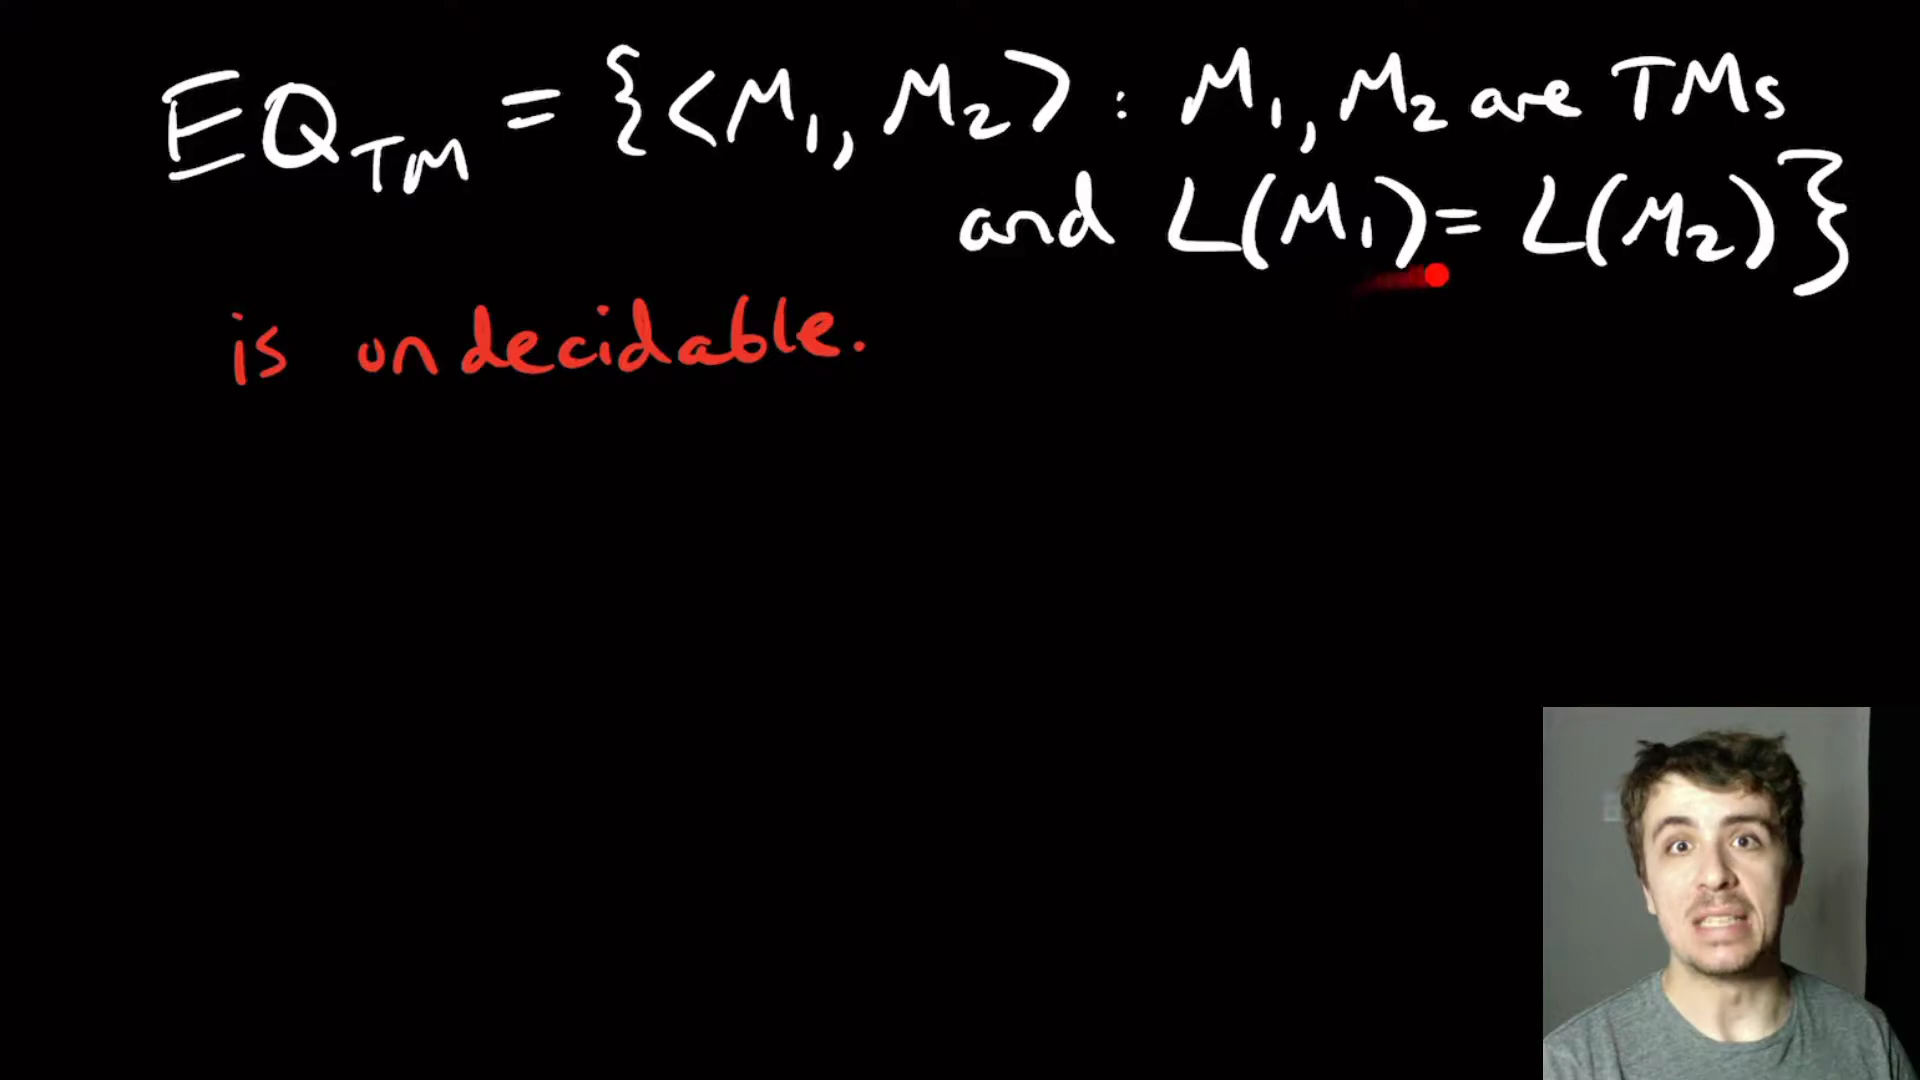 EQ_TM = {<M₁, M₂> : M₁, M₂ are TMs
and L(M₁) = L(M₂)}
is undecidable.